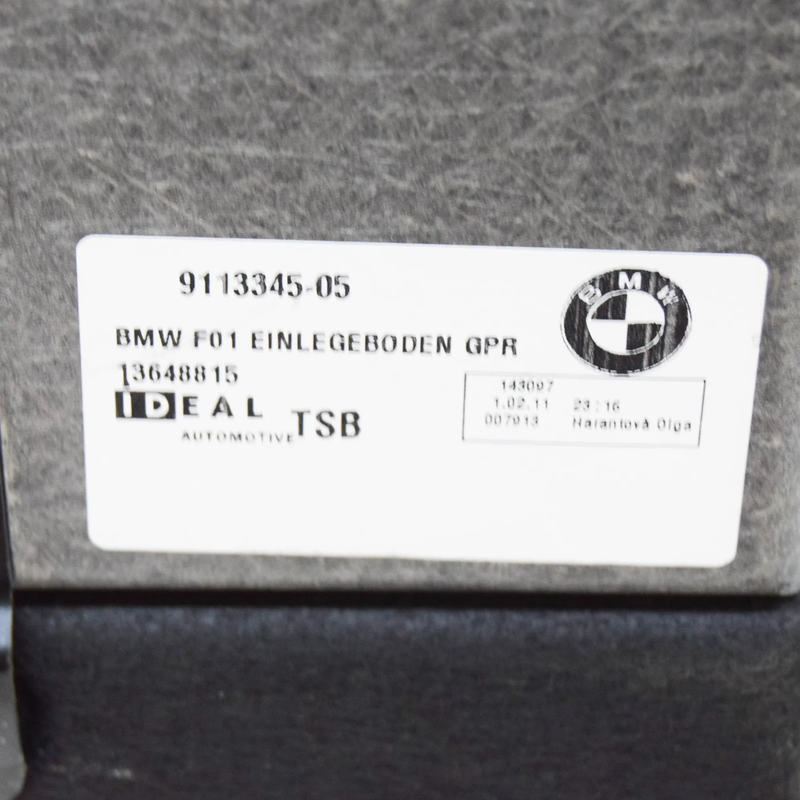 9113345-05
BMW
BMW F01 EINLEGEBODEN GPR
13648815
IDEAL
AUTOMOTIVE
TSB
143097
1.02.11 23:16
007913 Narantová Olga